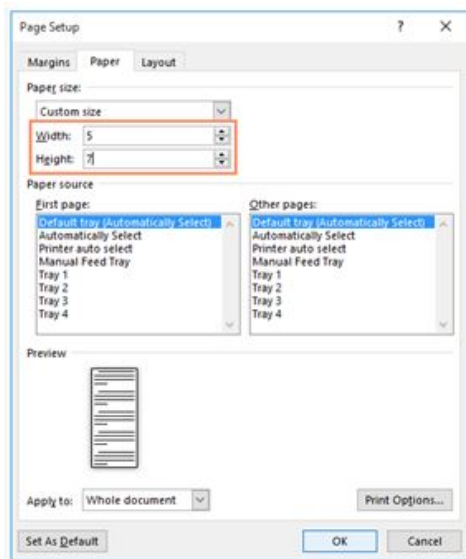 Page Setup ? ×
Margins Paper Layout
Paper size:
Custom size
Width: 5
Height: 7
Paper source
First page: Other pages:
Default tray (Automatically Select) Default tray (Automatically Select)
Automatically Select Automatically Select
Printer auto select Printer auto select
Manual Feed Tray Manual Feed Tray
Tray 1 Tray 1
Tray 2 Tray 2
Tray 3 Tray 3
Tray 4 Tray 4
Preview
Apply to: Whole document Print Options...
Set As Default OK Cancel